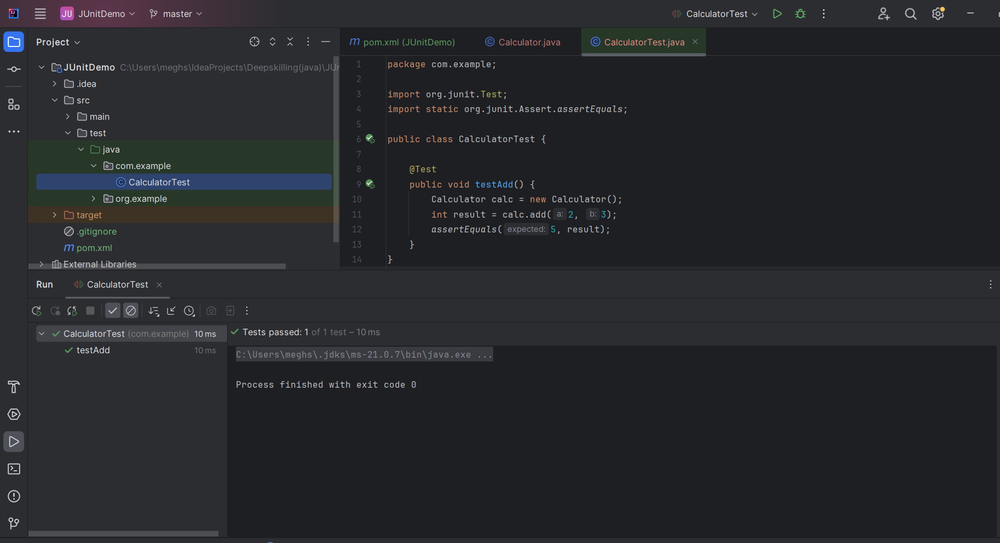 JU JUnitDemo master CalculatorTest
Project
JUnitDemo C:\Users\meghs\IdeaProjects\Deepskilling(java)\JUr
.idea
src
main
test
java
com.example
CalculatorTest
org.example
target
.gitignore
pom.xml
External Libraries
pom.xml (JUnitDemo) Calculator.java CalculatorTest.java
1 package com.example;
2
3 import org.junit.Test;
4 import static org.junit.Assert.assertEquals;
5
6 public class CalculatorTest {
7
8 @Test
9 public void testAdd() {
10 Calculator calc = new Calculator();
11 int result = calc.add( a: 2, b: 3);
12 assertEquals( expected: 5, result);
13 }
14 }
Run CalculatorTest
CalculatorTest (com.example) 10 ms
testAdd 10 ms
Tests passed: 1 of 1 test – 10 ms
C:\Users\meghs\.jdks\ms-21.0.7\bin\java.exe ...
Process finished with exit code 0